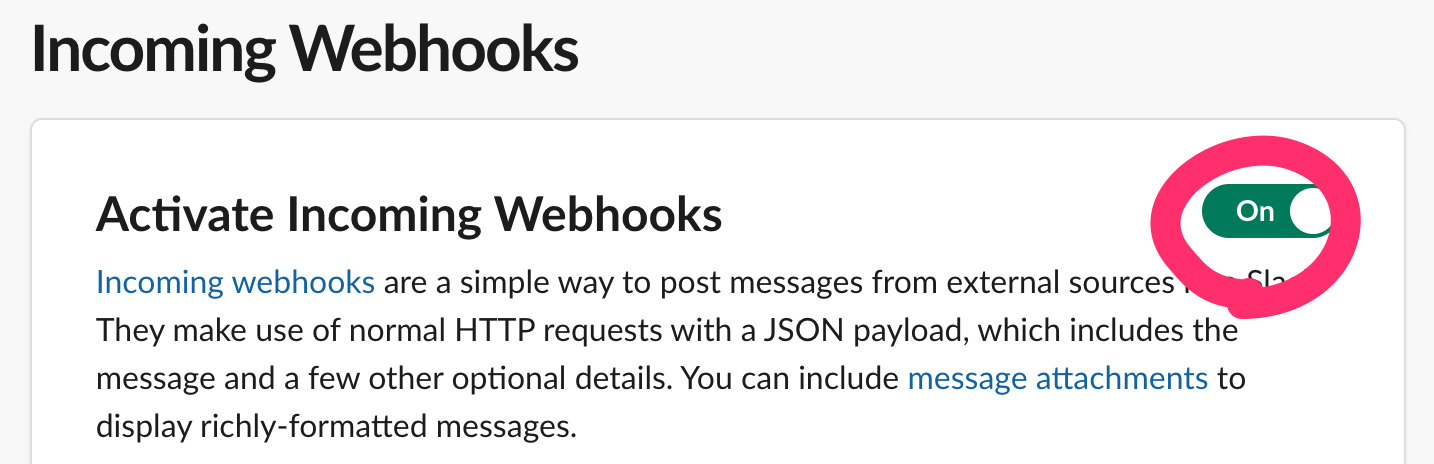 Incoming Webhooks
Activate Incoming Webhooks
On
Incoming webhooks are a simple way to post messages from external sources
They make use of normal HTTP requests with a JSON payload, which includes the
message and a few other optional details. You can include message attachments to
display richly-formatted messages.